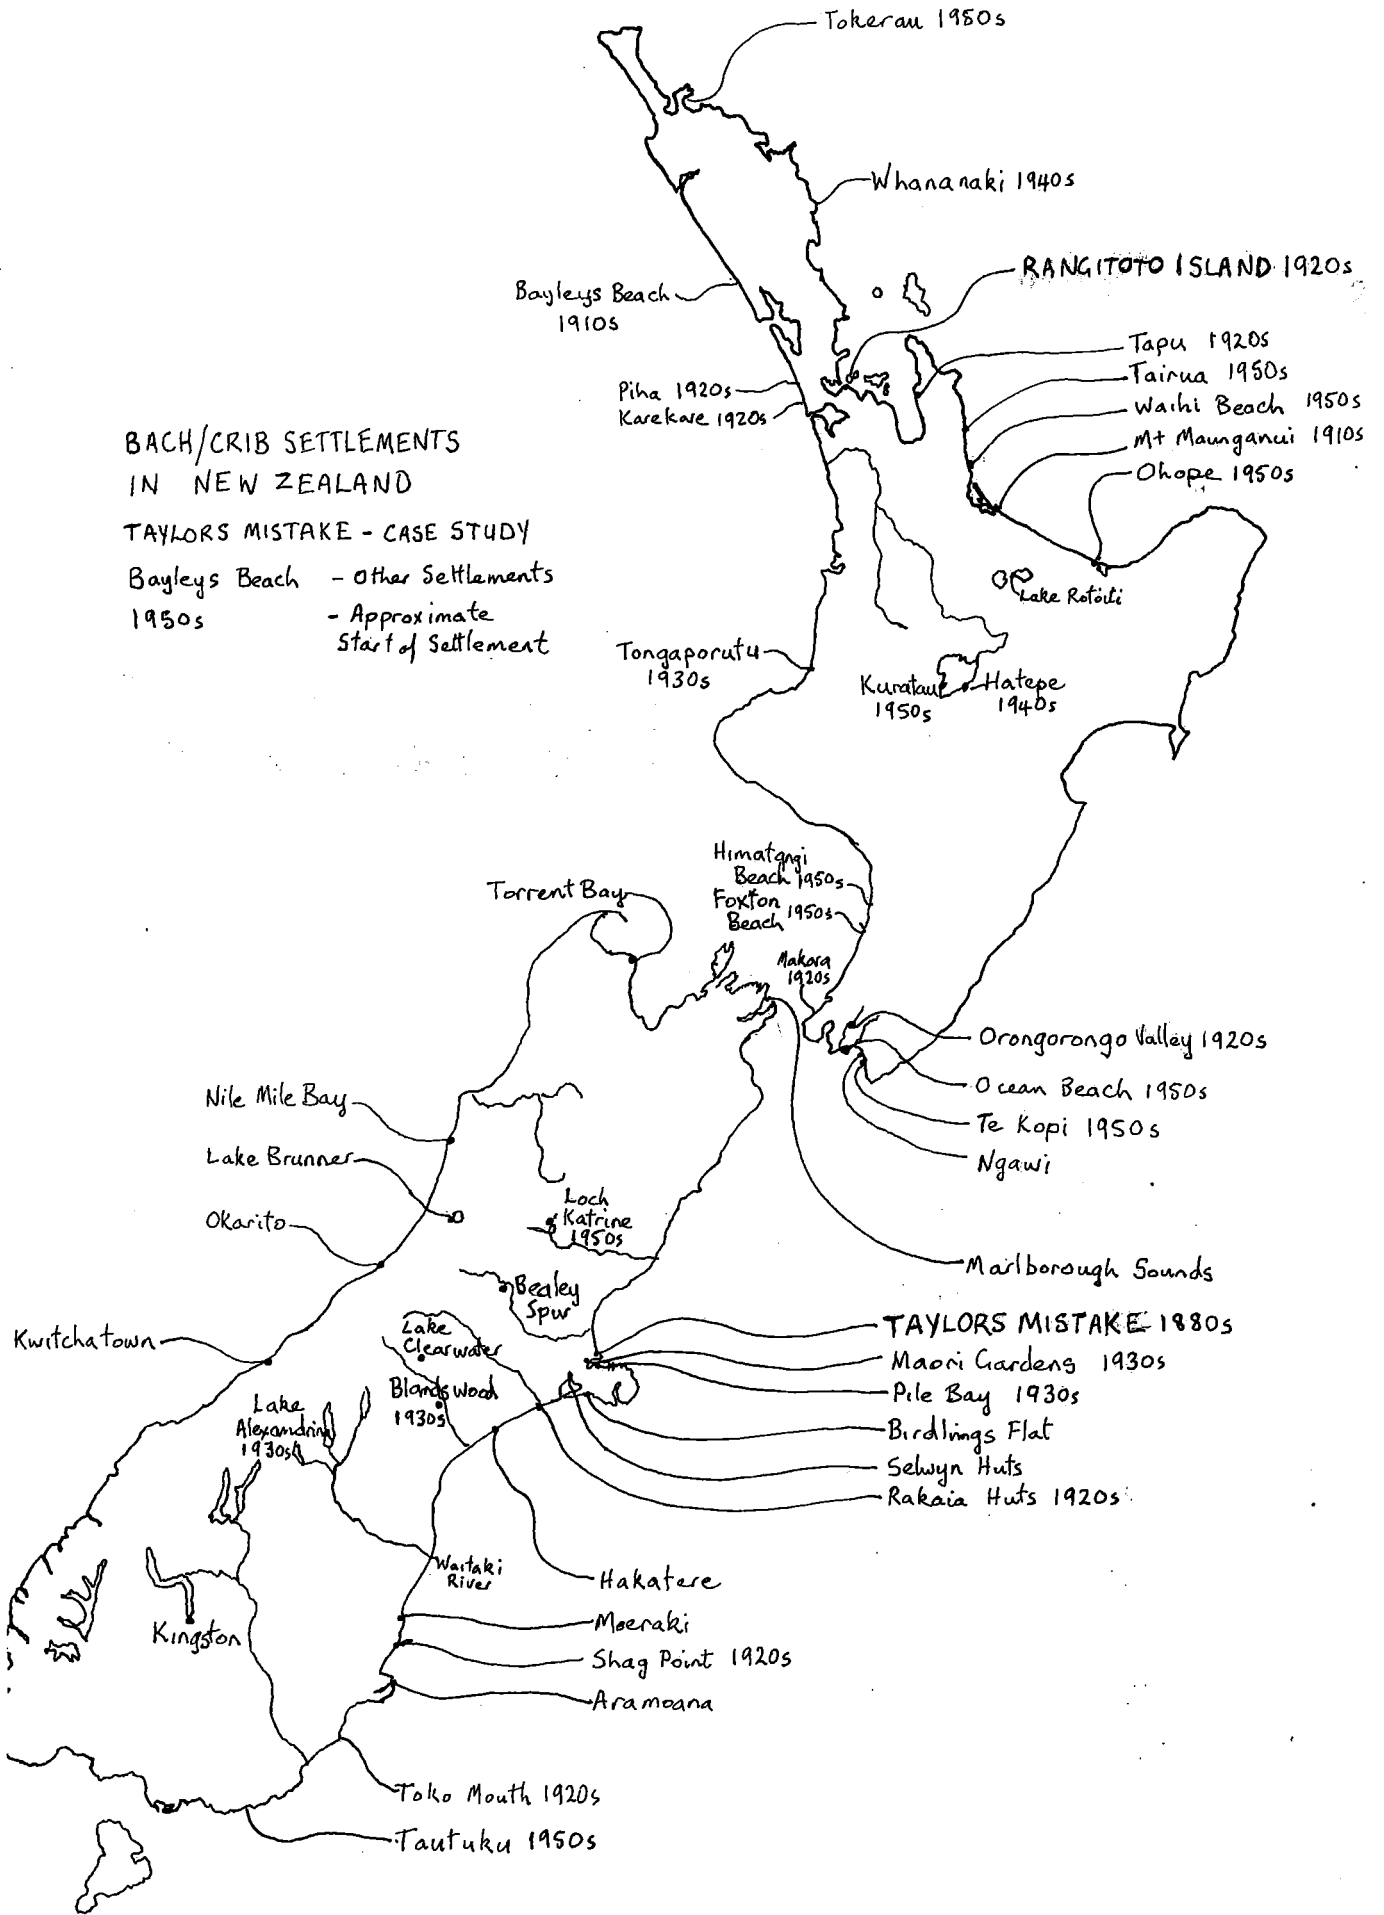 Tokerau 1950s
Whananaki 1940s
RANGITOTO ISLAND 1920s
Bayleys Beach
1910s
Tapu 1920s
Tairua 1950s
Piha 1920s
Waihi Beach 1950s
Karekare 1920s
Mt Maunganui 1910s
Ohope 1950s
BACH/CRIB SETTLEMENTS
IN NEW ZEALAND
TAYLORS MISTAKE - CASE STUDY
Bayleys Beach - Other Settlements
1950s - Approximate
Start of Settlement
Lake Rotoiti
Tongaporutu
1930s
Kuratau
1950s
Hatepe
1940s
Himatangi
Beach 1950s
Foxton
Beach 1950s
Torrent Bay
Makara
1920s
Orongorongo Valley 1920s
Ocean Beach 1950s
Te Kopi 1950s
Ngawi
Nile Mile Bay
Lake Brunner
Okarito
Loch
Katrine
1950s
Marlborough Sounds
Bealey
Spur
Kwitchatown
Lake
Clearwater
TAYLORS MISTAKE 1880s
Maori Gardens 1930s
Pile Bay 1930s
Birdlings Flat
Selwyn Huts
Rakaia Huts 1920s
Blandswood
1930s
Lake
Alexandrina
1930s
Waitaki
River
Hakatere
Moeraki
Shag Point 1920s
Aramoana
Kingston
Toko Mouth 1920s
Tautuku 1950s